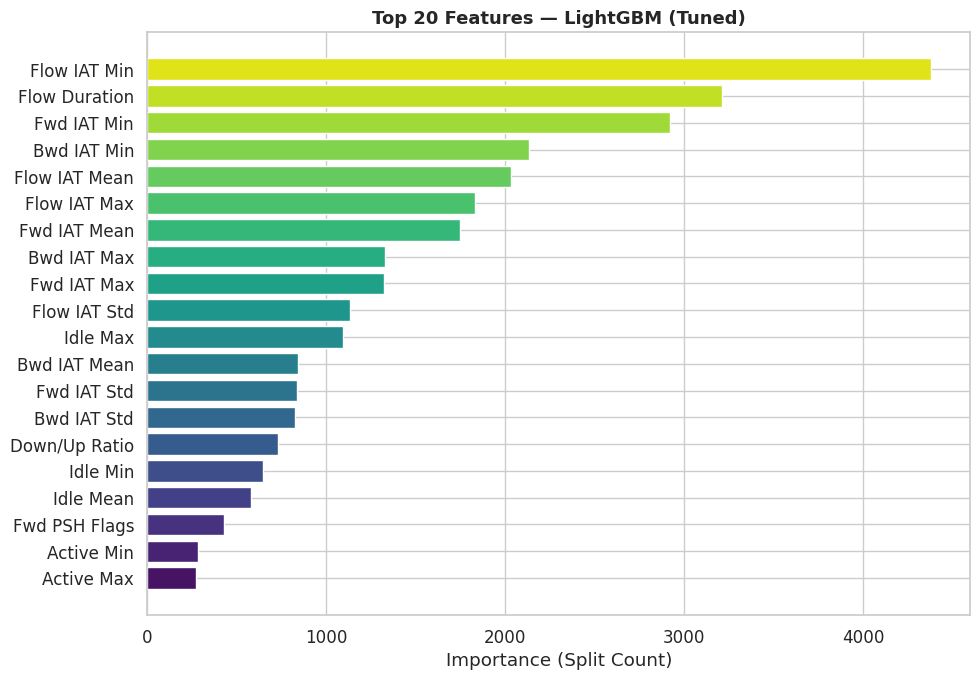 Top 20 Features — LightGBM (Tuned)
Flow IAT Min
Flow Duration
Fwd IAT Min
Bwd IAT Min
Flow IAT Mean
Flow IAT Max
Fwd IAT Mean
Bwd IAT Max
Fwd IAT Max
Flow IAT Std
Idle Max
Bwd IAT Mean
Fwd IAT Std
Bwd IAT Std
Down/Up Ratio
Idle Min
Idle Mean
Fwd PSH Flags
Active Min
Active Max
0 1000 2000 3000 4000
Importance (Split Count)